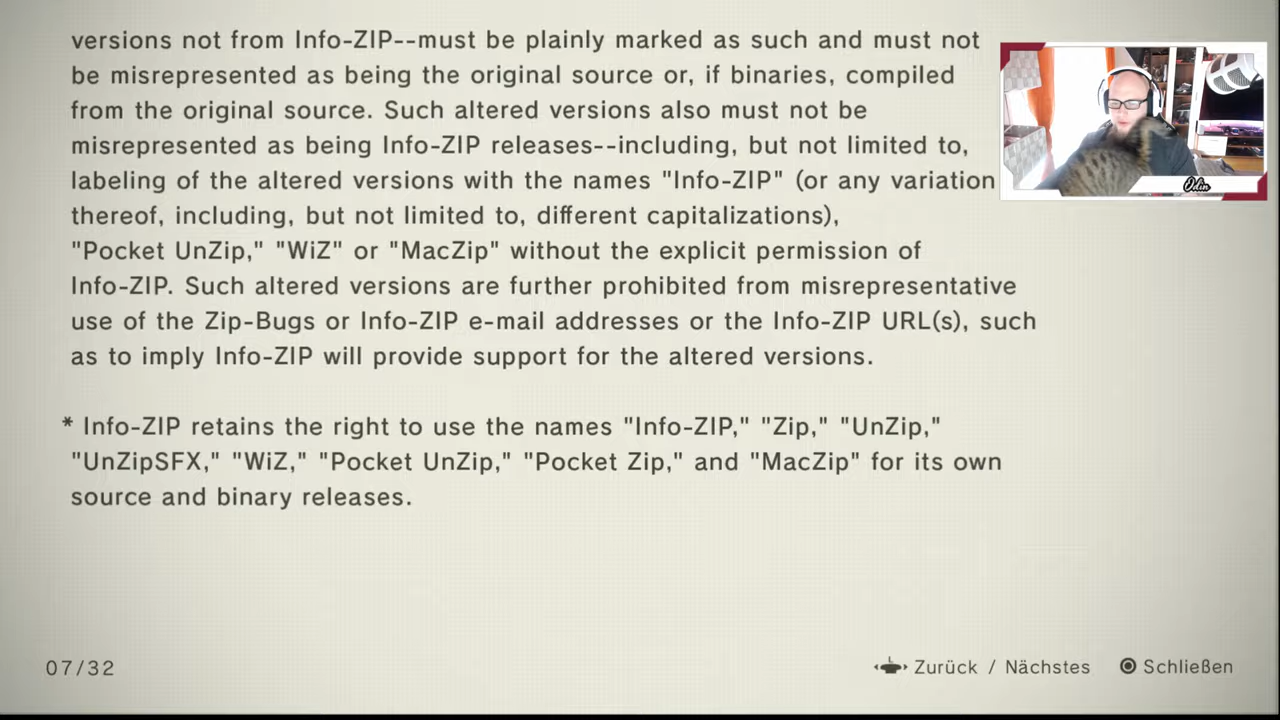 versions not from Info-ZIP--must be plainly marked as such and must not
be misrepresented as being the original source or, if binaries, compiled
from the original source. Such altered versions also must not be
misrepresented as being Info-ZIP releases--including, but not limited to,
labeling of the altered versions with the names "Info-ZIP" (or any variation
thereof, including, but not limited to, different capitalizations),
"Pocket UnZip," "WiZ" or "MacZip" without the explicit permission of
Info-ZIP. Such altered versions are further prohibited from misrepresentative
use of the Zip-Bugs or Info-ZIP e-mail addresses or the Info-ZIP URL(s), such
as to imply Info-ZIP will provide support for the altered versions.
* Info-ZIP retains the right to use the names "Info-ZIP," "Zip," "UnZip,"
"UnZipSFX," "WiZ," "Pocket UnZip," "Pocket Zip," and "MacZip" for its own
source and binary releases.
Odin
07/32
Zurück / Nächstes
Schließen